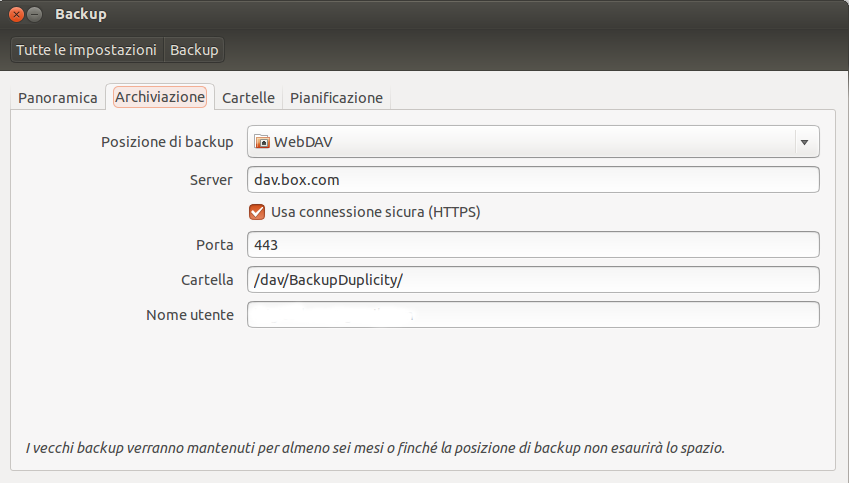 Backup
Tutte le impostazioni Backup
Panoramica Archiviazione Cartelle Pianificazione
Posizione di backup WebDAV
Server dav.box.com
Usa connessione sicura (HTTPS)
Porta 443
Cartella /dav/BackupDuplicity/
Nome utente
I vecchi backup verranno mantenuti per almeno sei mesi o finché la posizione di backup non esaurirà lo spazio.